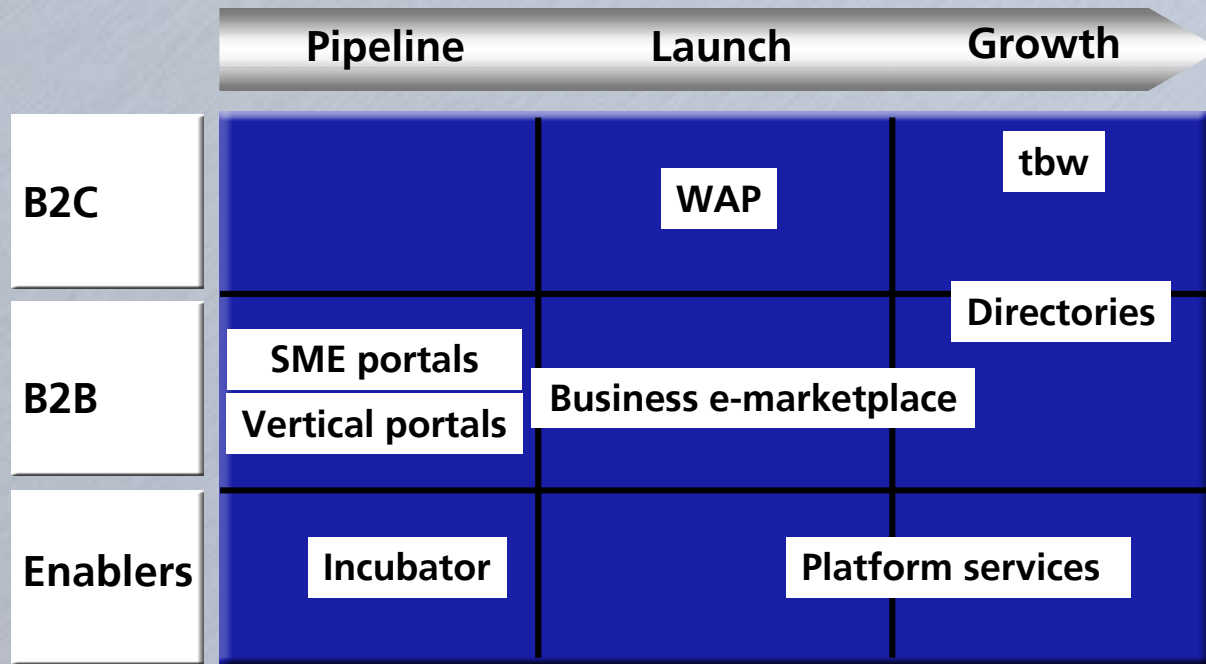 Pipeline
Launch
Growth
B2C
WAP
tbw
Directories
B2B
SME portals
Vertical portals
Business e-marketplace
Enablers
Incubator
Platform services